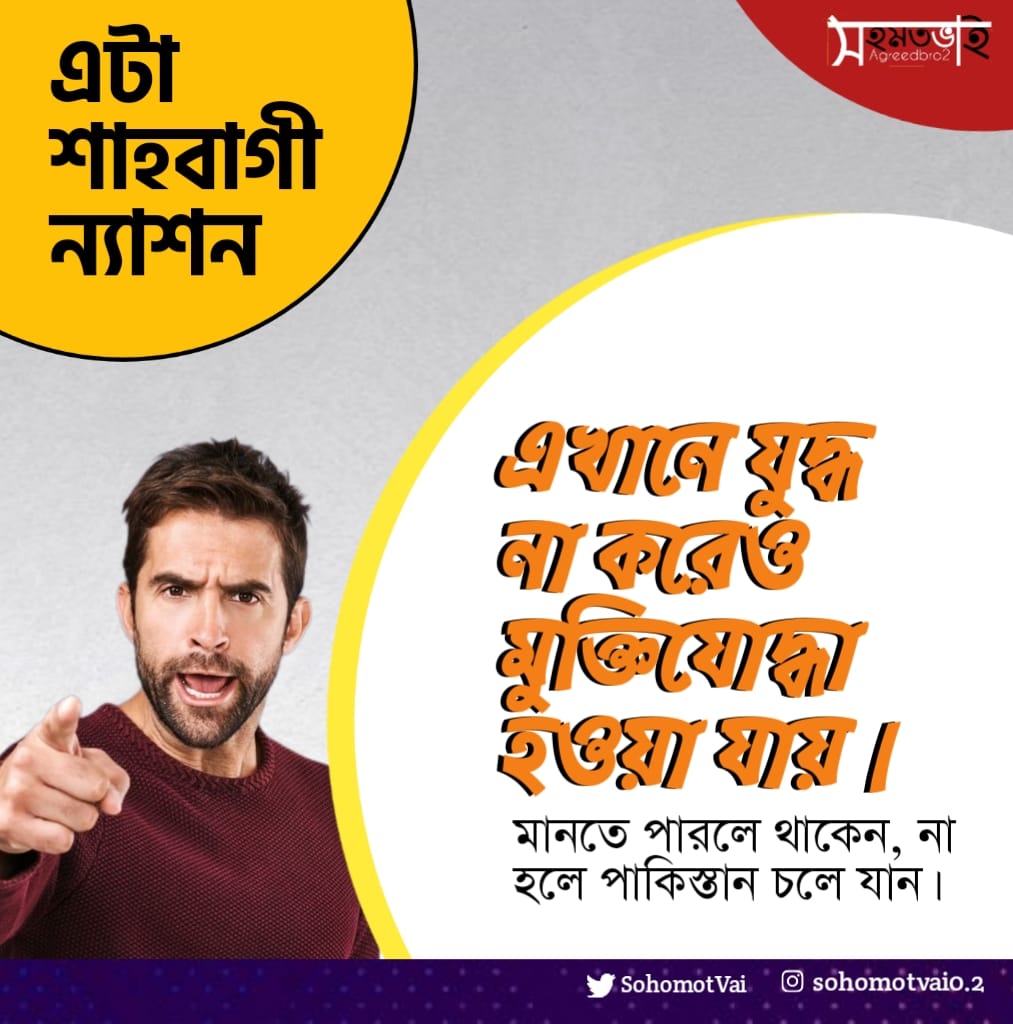 এটা
শাহবাগী
ন্যাশন
সহমতভাই
Agreedbro2
এখানে যুদ্ধ
না করেও
মুক্তিযোদ্ধা
হওয়া যায়।
মানতে পারলে থাকেন, না
হলে পাকিস্তান চলে যান।
SohomotVai
sohomotvaio.2